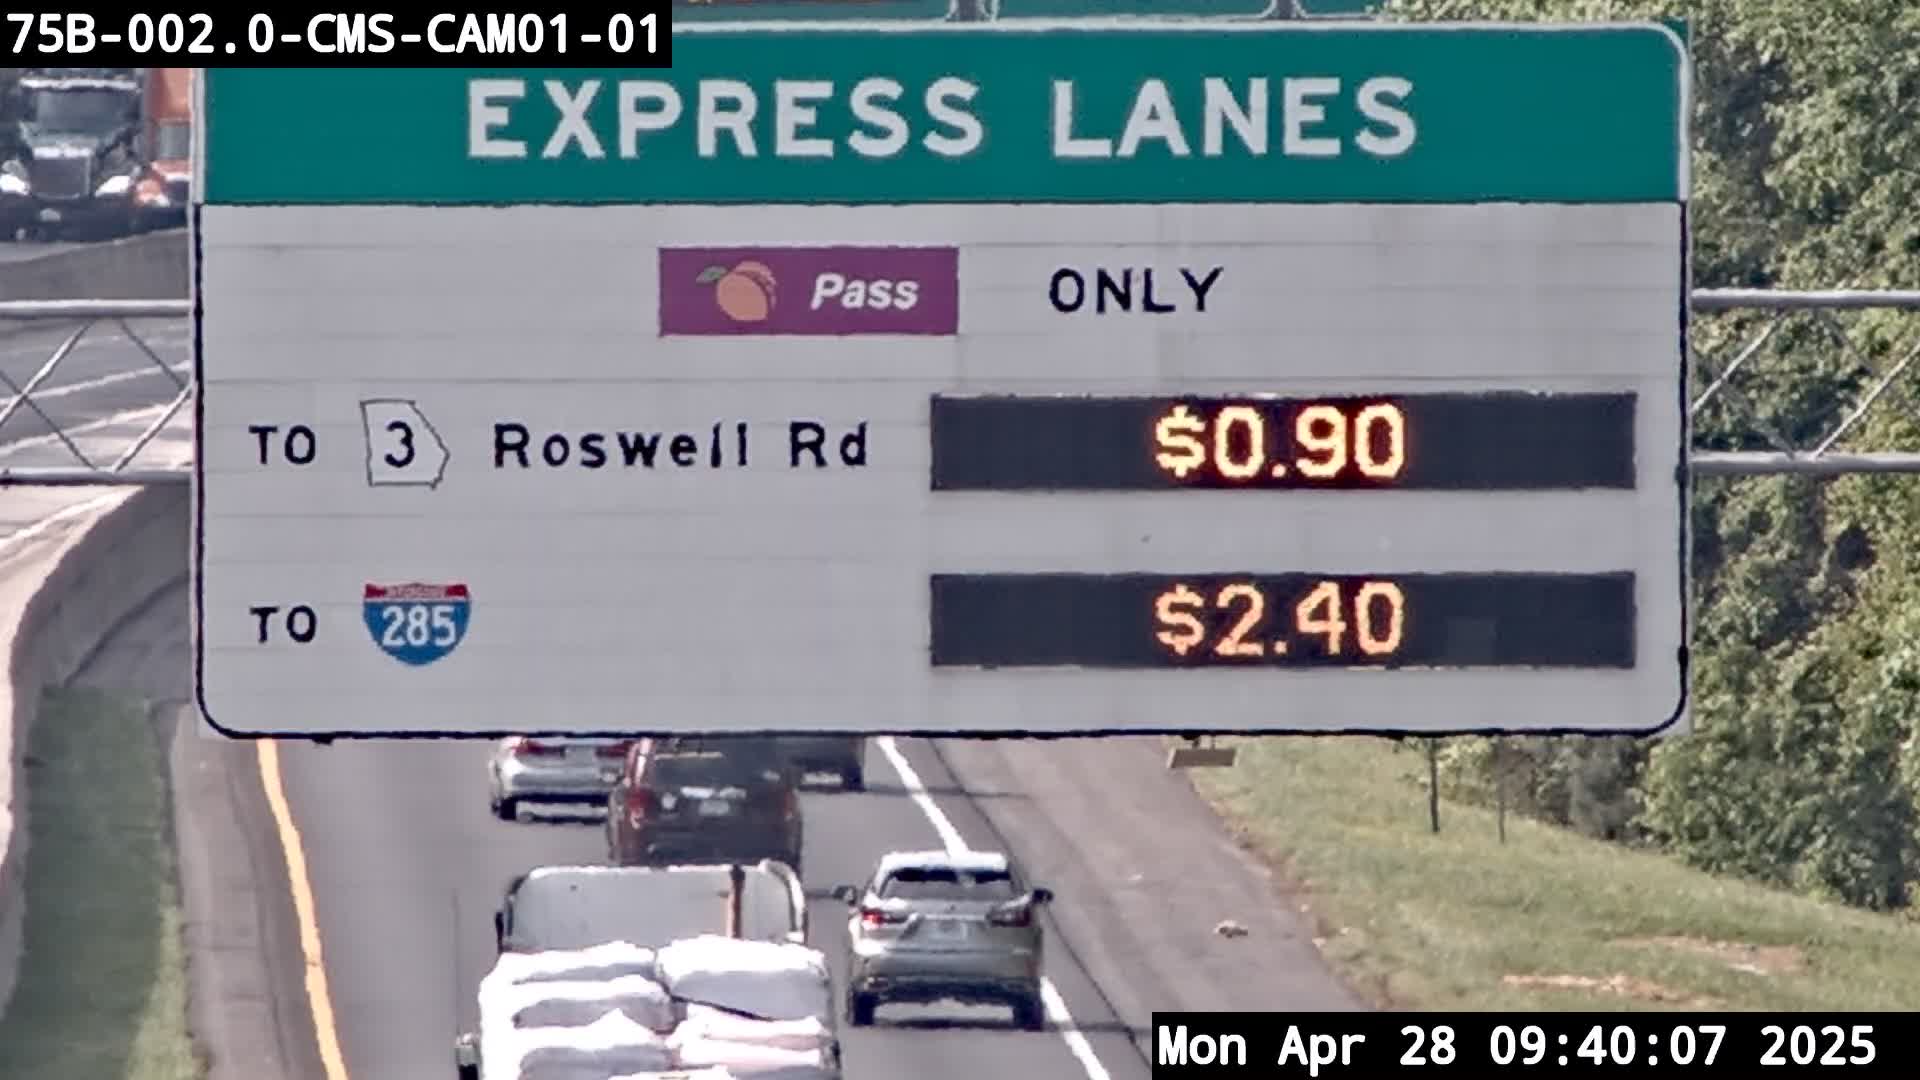 75B-002.0-CMS-CAM01-01
EXPRESS LANES
Pass ONLY
TO 3 Roswell Rd $0.90
TO 285 $2.40
Mon Apr 28 09:40:07 2025